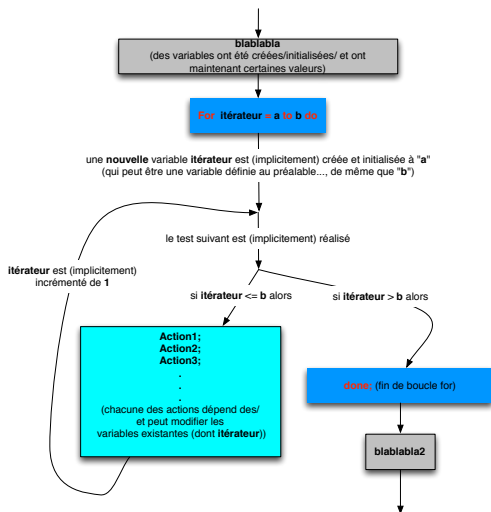 blablabla
(des variables ont été créées/initialisées/ et ont
maintenant certaines valeurs)
For itérateur = a to b do
une nouvelle variable itérateur est (implicitement) créée et initialisée à "a"
(qui peut être une variable définie au préalable..., de même que "b")
le test suivant est (implicitement) réalisé
itérateur est (implicitement)
incrémenté de 1
si itérateur <= b alors
si itérateur > b alors
Action1;
Action2;
Action3;
.
.
.
(chacune des actions dépend des/
et peut modifier les
variables existantes (dont itérateur))
done; (fin de boucle for)
blablabla2